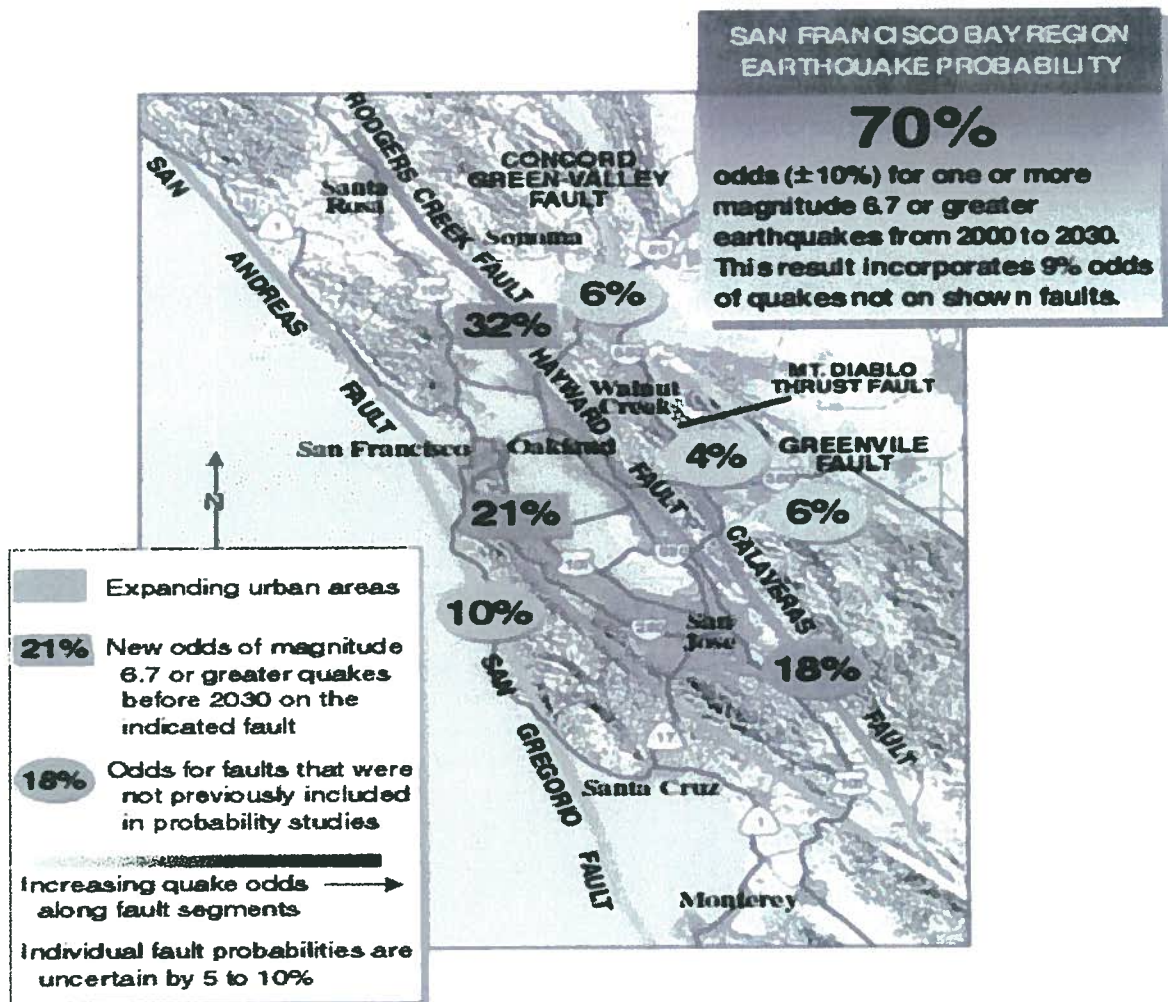 SAN FRANCISCO BAY REGION
EARTHQUAKE PROBABILITY
70%
odds (±10%) for one or more
magnitude 6.7 or greater
earthquakes from 2000 to 2030.
This result incorporates 9% odds
of quakes not on shown faults.
RODGERS CREEK FAULT
CONCORD
GREEN-VALLEY
FAULT
SAN ANDREAS FAULT
Santa
Rosa
Sonoma
1
6%
32%
HAYWARD FAULT
Walnut
Creek
MT. DIABLO
THRUST FAULT
San Francisco
Oakland
4%
GREENVILE
FAULT
N
21%
6%
CALAVERAS FAULT
10%
San
Jose
18%
SAN GREGORIO FAULT
17
Santa Cruz
1
Monterey
Expanding urban areas
21% New odds of magnitude
6.7 or greater quakes
before 2030 on the
indicated fault
18% Odds for faults that were
not previously included
in probability studies
Increasing quake odds
along fault segments
Individual fault probabilities are
uncertain by 5 to 10%